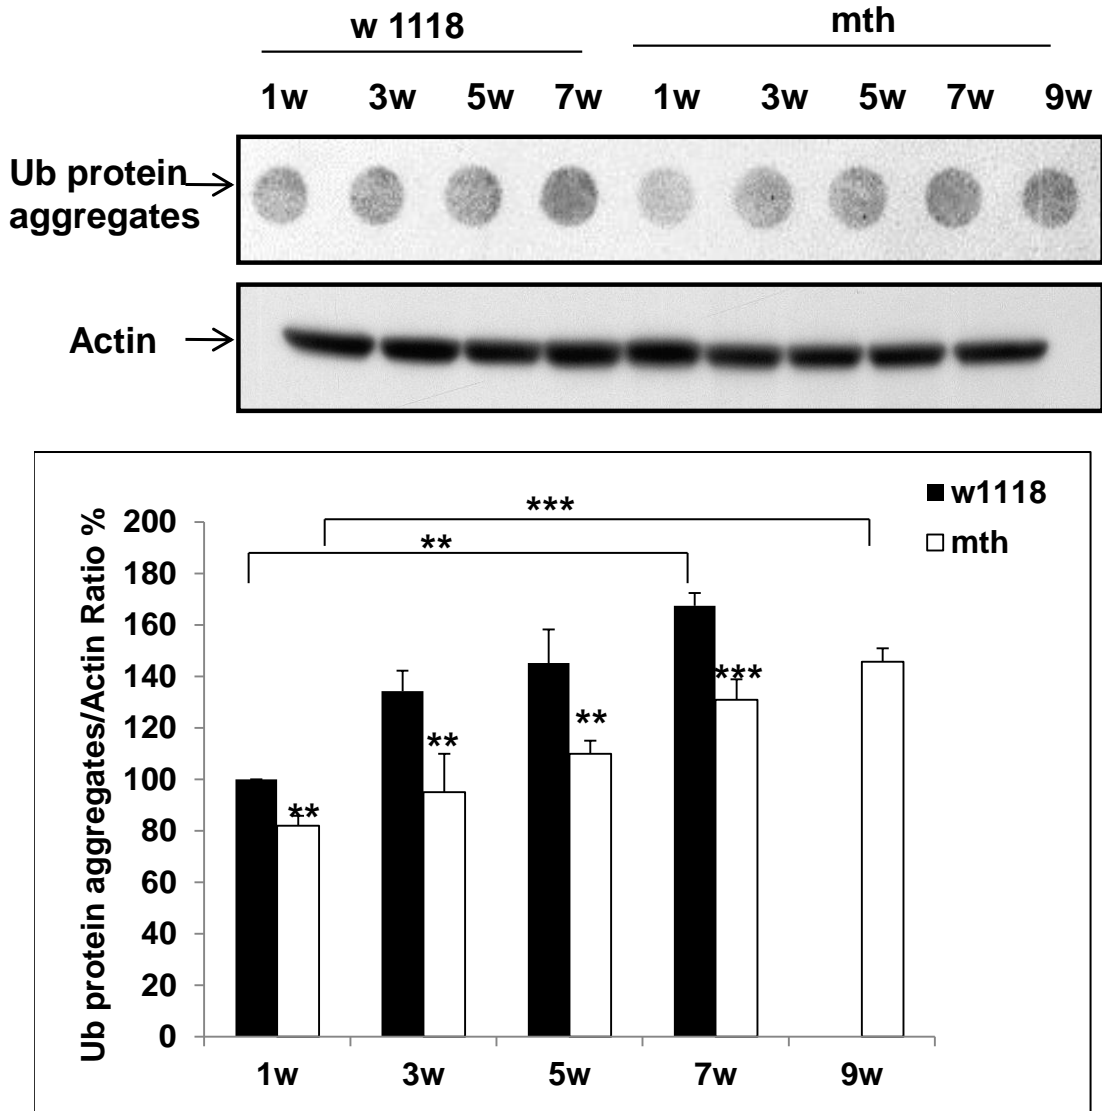 w 1118 mth
1w 3w 5w 7w 1w 3w 5w 7w 9w
Ub protein
aggregates
Actin
w1118
mth
***
**
Ub protein aggregates/Actin Ratio %
200
180
160
140
120
100
80
60
40
20
0
**
**
**
***
1w 3w 5w 7w 9w